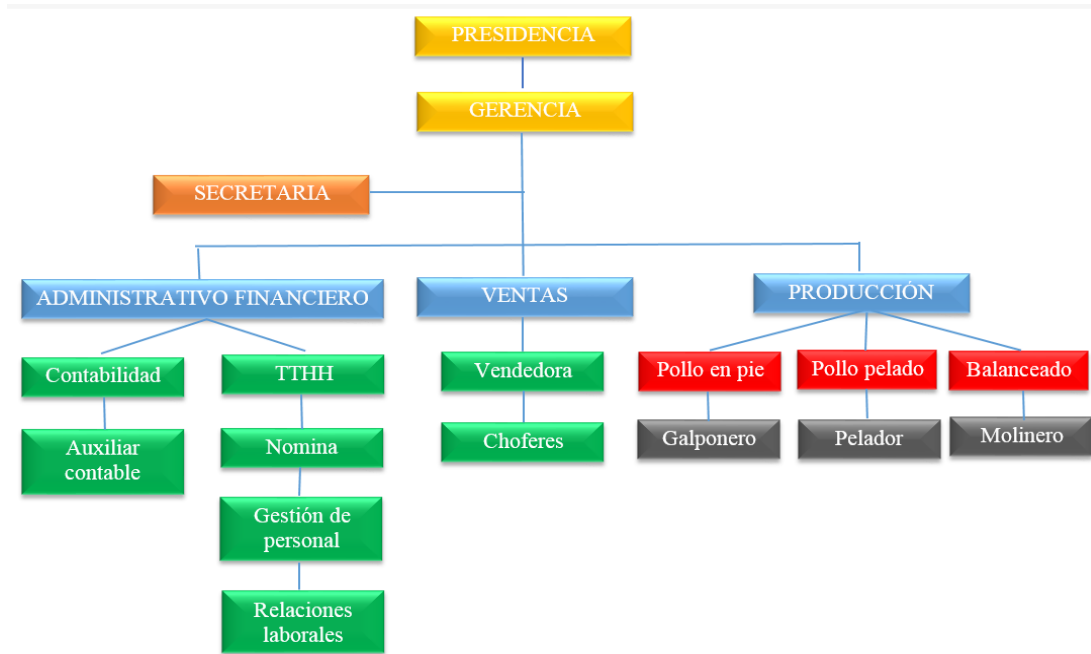 PRESIDENCIA
GERENCIA
SECRETARIA
ADMINISTRATIVO FINANCIERO
VENTAS
PRODUCCIÓN
Contabilidad
TTHH
Vendedora
Pollo en pie
Pollo pelado
Balanceado
Auxiliar
contable
Nomina
Choferes
Galponero
Pelador
Molinero
Gestión de
personal
Relaciones
laborales